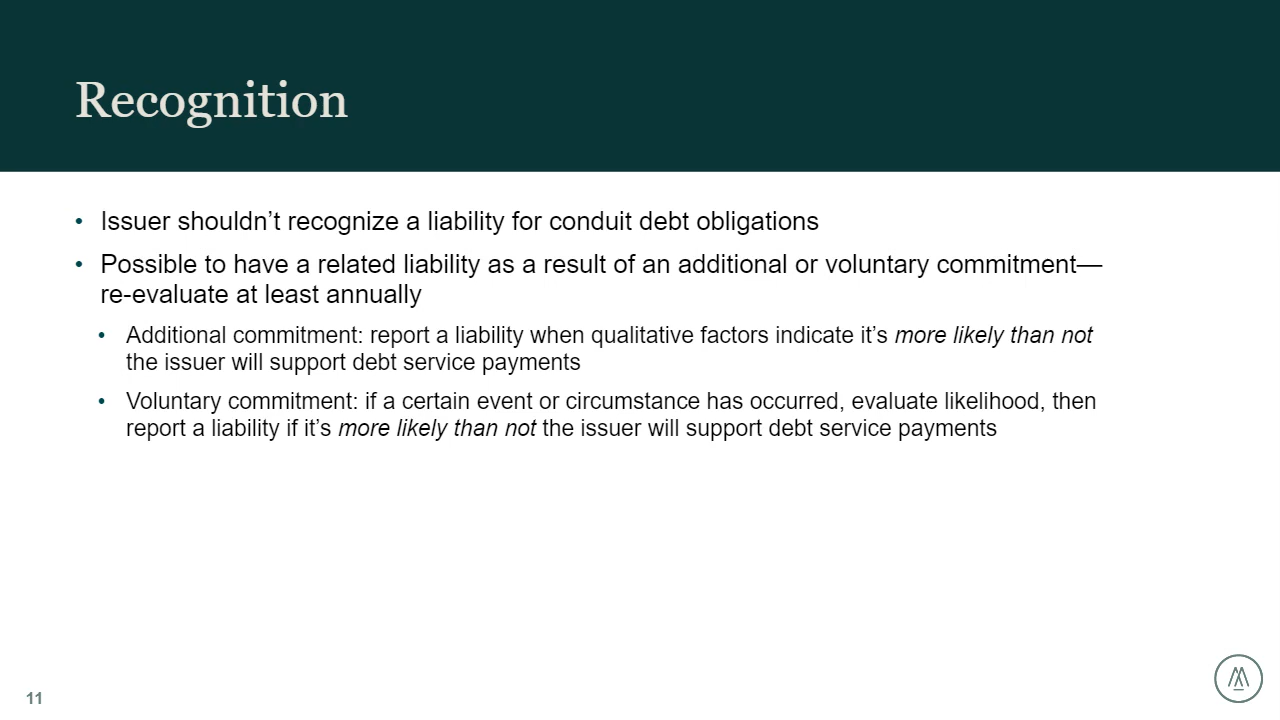 Recognition
• Issuer shouldn’t recognize a liability for conduit debt obligations
• Possible to have a related liability as a result of an additional or voluntary commitment—
re-evaluate at least annually
• Additional commitment: report a liability when qualitative factors indicate it’s more likely than not
the issuer will support debt service payments
• Voluntary commitment: if a certain event or circumstance has occurred, evaluate likelihood, then
report a liability if it’s more likely than not the issuer will support debt service payments
11